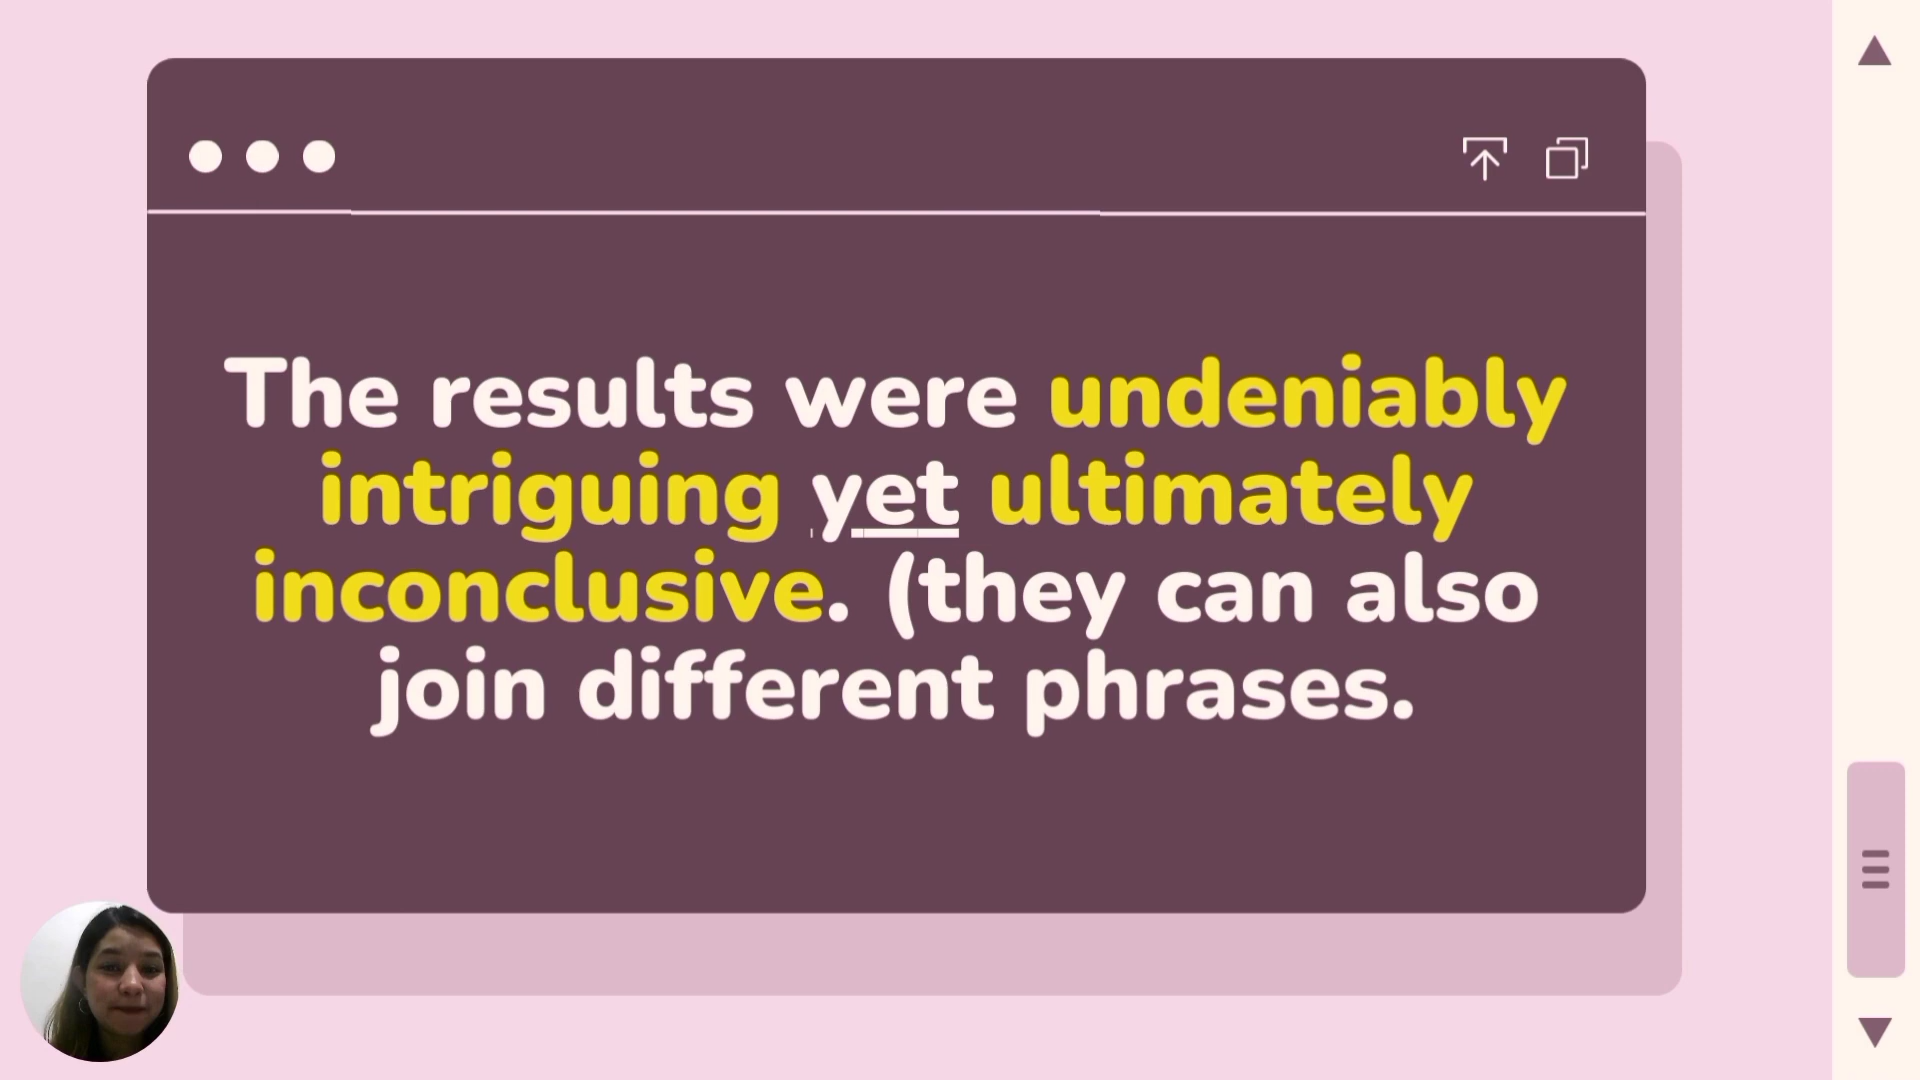 The results were undeniably
intriguing yet ultimately
inconclusive. (they can also
join different phrases.